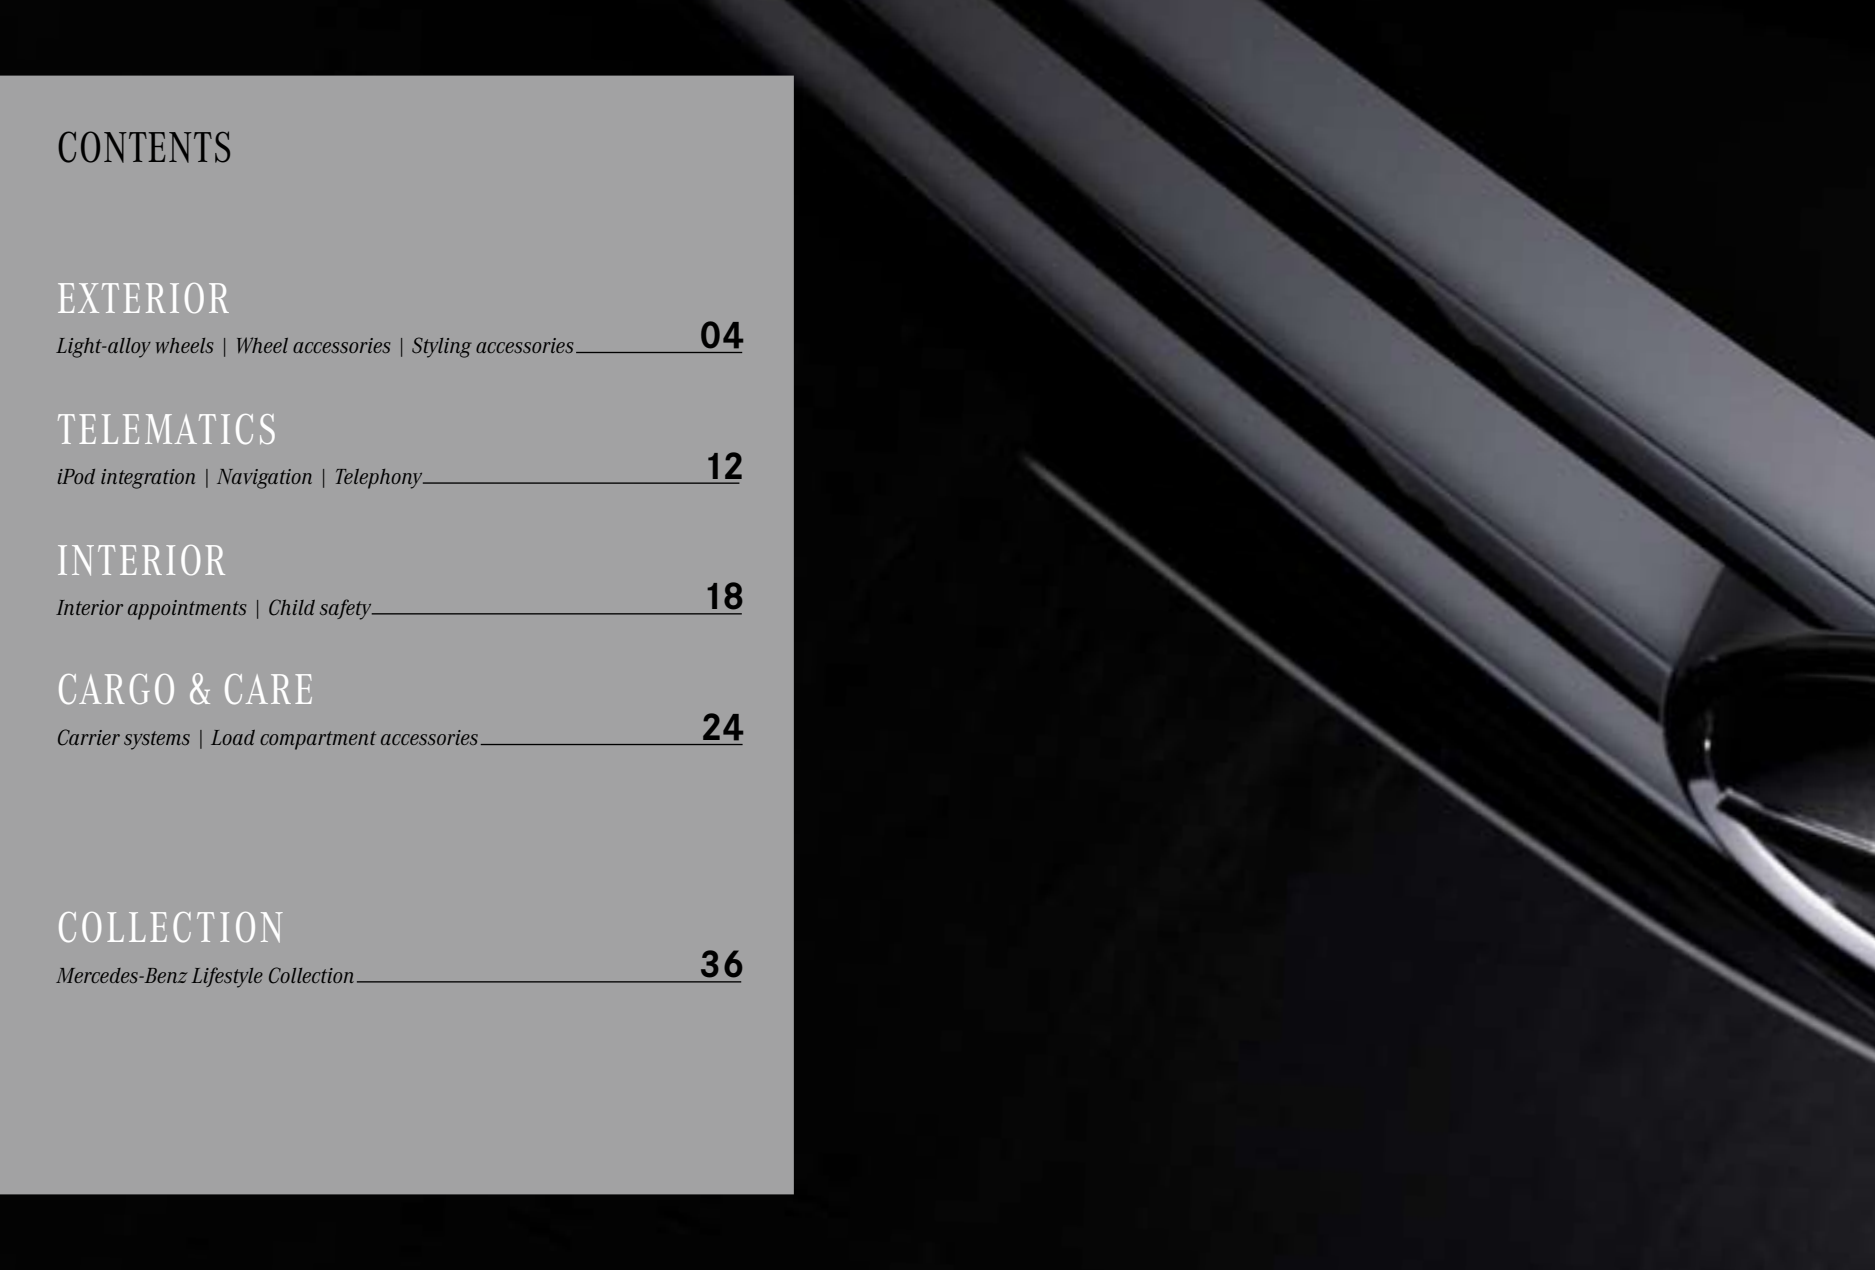 CONTENTS
EXTERIOR
Light-alloy wheels | Wheel accessories | Styling accessories 04
TELEMATICS
iPod integration | Navigation | Telephony 12
INTERIOR
Interior appointments | Child safety 18
CARGO & CARE
Carrier systems | Load compartment accessories 24
COLLECTION
Mercedes-Benz Lifestyle Collection 36